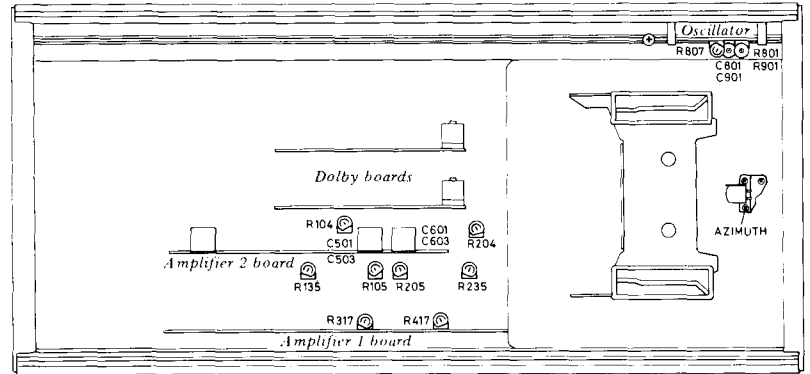 Oscillator
R807
R801
C801
R901
C901
Dolby boards
AZIMUTH
R104
C501
C601
C603
R204
C503
Amplifier 2 board
R135
R105
R205
R235
R317
R417
Amplifier 1 board